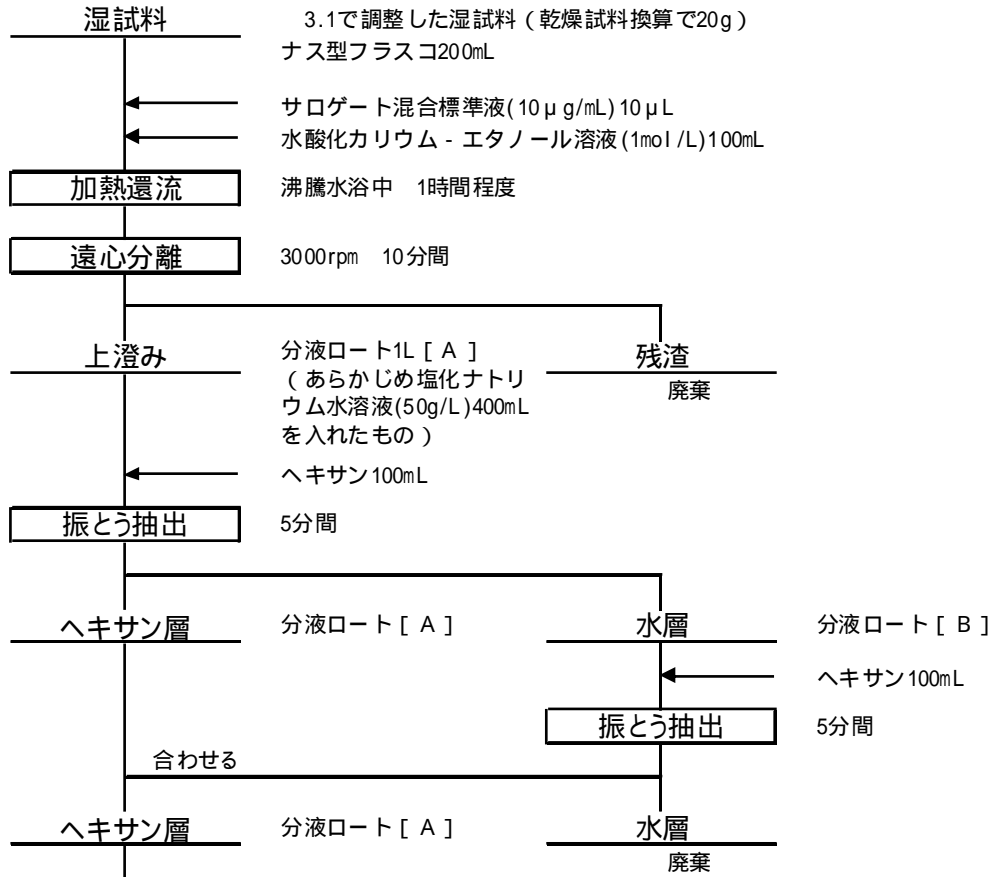 湿試料
3.1で調整した湿試料（乾燥試料換算で20g）
ナス型フラスコ200mL
サロゲート混合標準液(10μg/mL)10μL
水酸化カリウム - エタノール溶液(1mol/L)100mL
加熱還流
沸騰水浴中　1時間程度
遠心分離
3000rpm　10分間
上澄み
分液ロート1L [ A ]
（あらかじめ塩化ナトリ
ウム水溶液(50g/L)400mL
を入れたもの）
残渣
廃棄
ヘキサン100mL
振とう抽出
5分間
ヘキサン層
分液ロート [ A ]
水層
分液ロート [ B ]
ヘキサン100mL
振とう抽出
5分間
合わせる
ヘキサン層
分液ロート [ A ]
水層
廃棄